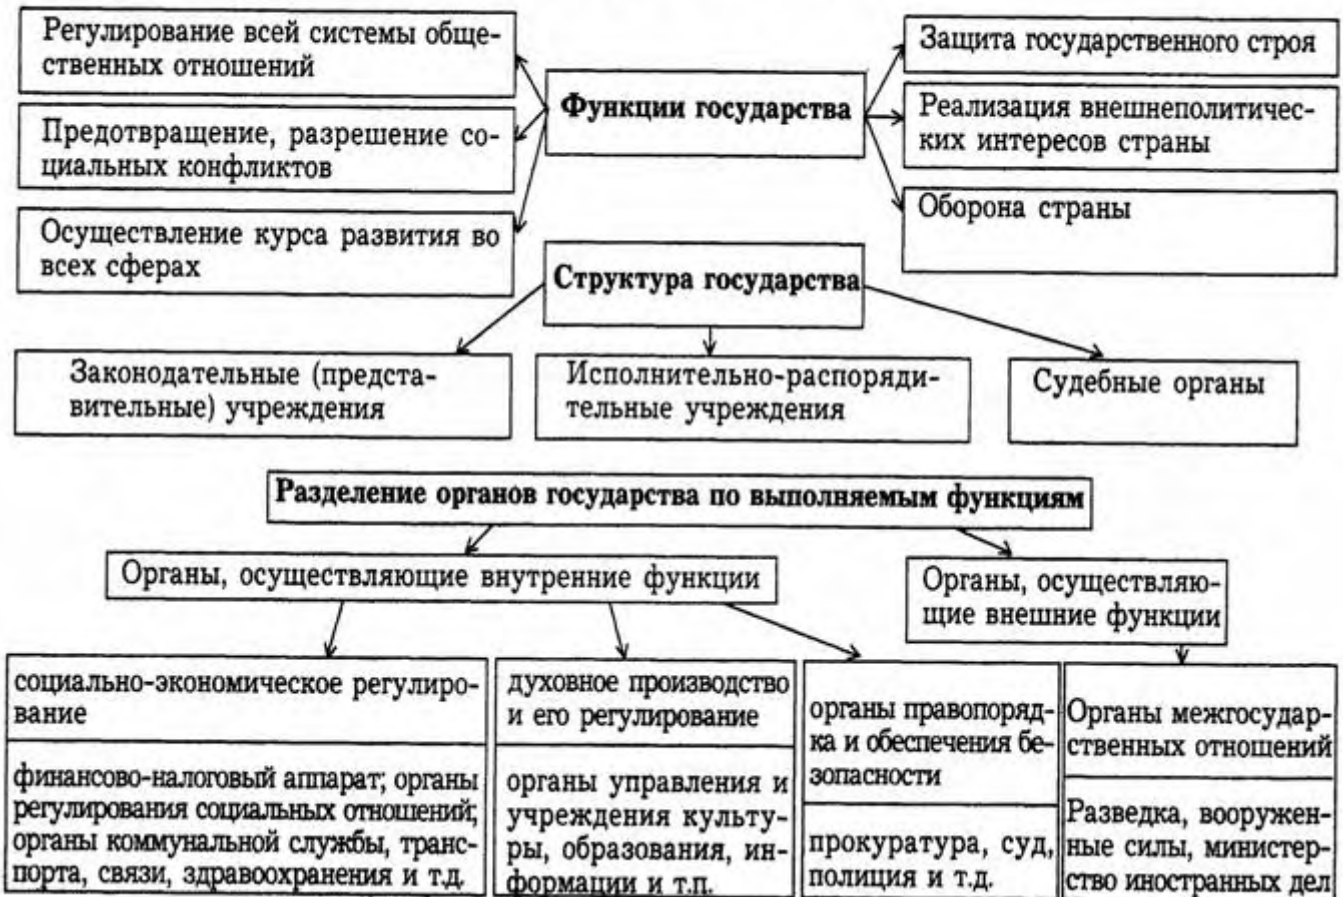 Регулирование всей системы обще-
ственных отношений
Предотвращение, разрешение со-
циальных конфликтов
Осуществление курса развития во
всех сферах
Функции государства
Защита государственного строя
Реализация внешнеполитичес-
ких интересов страны
Оборона страны
Структура государства
Законодательные (предста-
вительные) учреждения
Исполнительно-распоряди-
тельные учреждения
Судебные органы
Разделение органов государства по выполняемым функциям
Органы, осуществляющие внутренние функции
Органы, осуществляю-
щие внешние функции
социально-экономическое регулиро-
вание
финансово-налоговый аппарат; органы
регулирования социальных отношений;
органы коммунальной службы, транс-
порта, связи, здравоохранения и т.д.
духовное производство
и его регулирование
органы управления и
учреждения культу-
ры, образования, ин-
формации и т.п.
органы правопоряд-
ка и обеспечения бе-
зопасности
прокуратура, суд,
полиция и т.д.
Органы межгосудар-
ственных отношений
Разведка, вооружен-
ные силы, министер-
ство иностранных дел